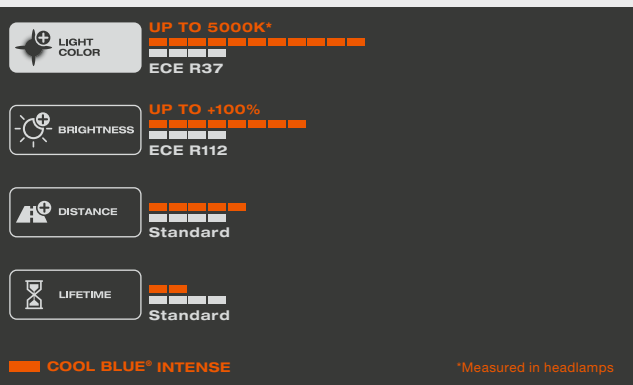 UP TO 5000K*
LIGHT
COLOR
ECE R37
UP TO +100%
BRIGHTNESS
ECE R112
DISTANCE
Standard
LIFETIME
Standard
COOL BLUE® INTENSE
*Measured in headlamps